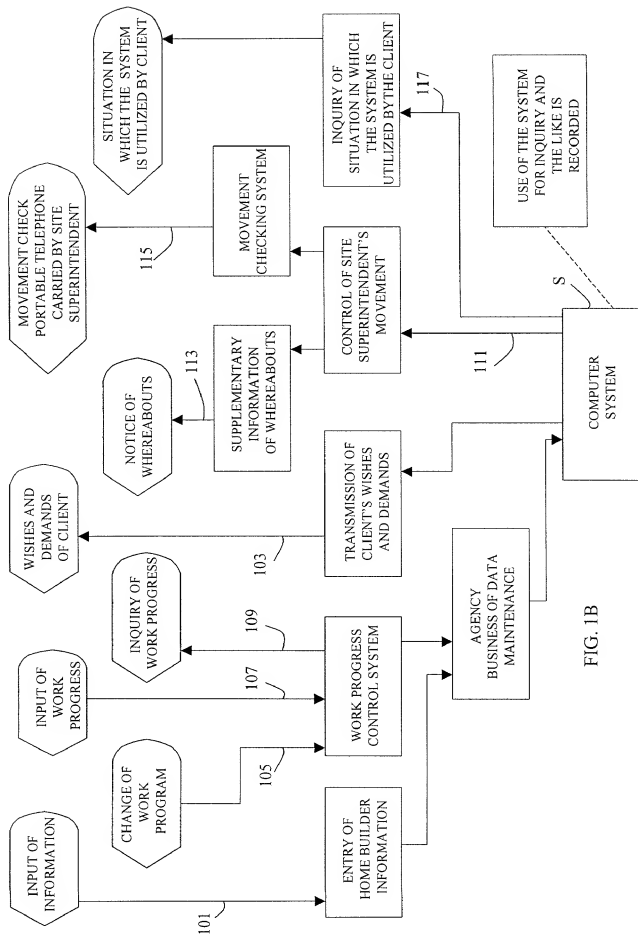 INPUT OF
INFORMATION
INPUT OF
WORK
PROGRESS
WISHES AND
DEMANDS
OF CLIENT
MOVEMENT CHECK
PORTABLE TELEPHONE
CARRIED BY SITE
SUPERINTENDENT
SITUATION IN
WHICH THE SYSTEM
IS UTILIZED BY CLIENT
CHANGE OF
WORK
PROGRAM
INQUIRY OF
WORK PROGRESS
NOTICE OF
WHEREABOUTS
101
105
107
109
103
113
115
SUPPLEMENTARY
INFORMATION
OF WHEREABOUTS
MOVEMENT
CHECKING SYSTEM
ENTRY OF
HOME BUILDER
INFORMATION
WORK PROGRESS
CONTROL SYSTEM
TRANSMISSION OF
CLIENT'S WISHES
AND DEMANDS
CONTROL OF SITE
SUPERINTENDENT'S
MOVEMENT
INQUIRY OF
SITUATION IN WHICH
THE SYSTEM IS
UTILIZED BYTHE CLIENT
111
117
AGENCY
BUSINESS OF DATA
MAINTENANCE
S
COMPUTER
SYSTEM
USE OF THE SYSTEM
FOR INQUIRY AND
THE LIKE IS
RECORDED
FIG. 1B